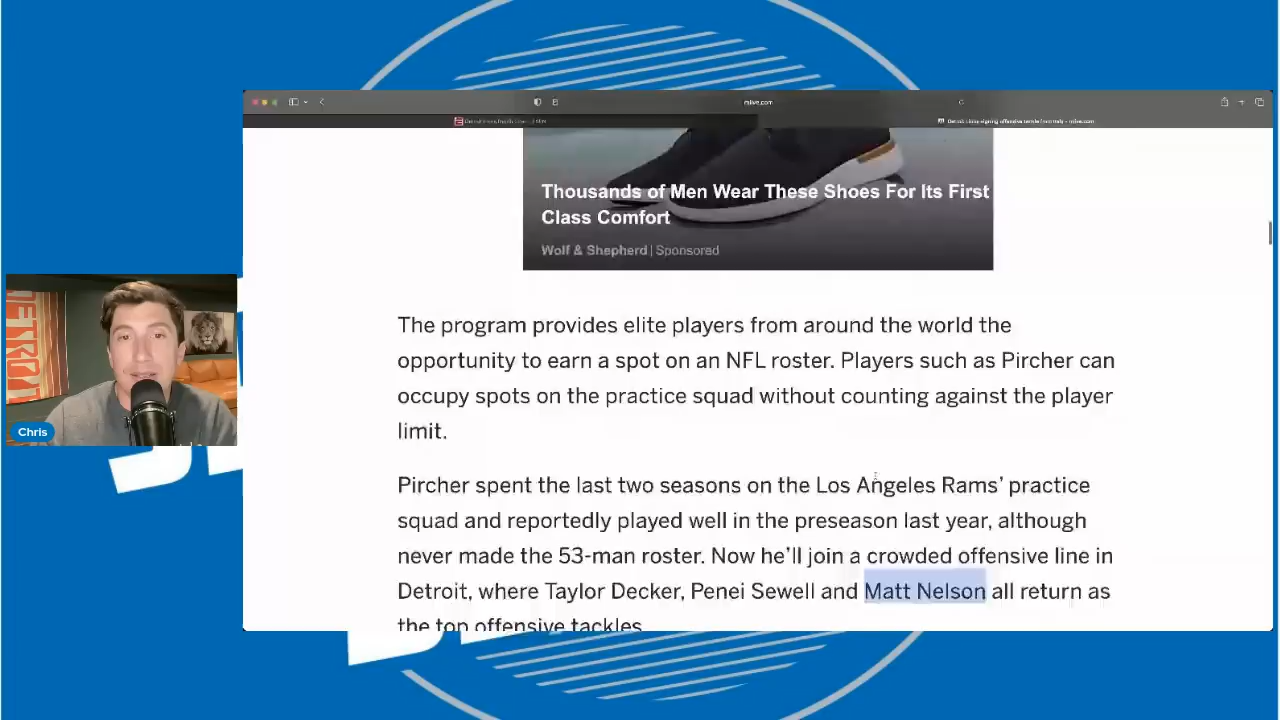 mlive.com
Thousands of Men Wear These Shoes For Its First
Class Comfort
Wolf & Shepherd | Sponsored
The program provides elite players from around the world the
opportunity to earn a spot on an NFL roster. Players such as Pircher can
occupy spots on the practice squad without counting against the player
limit.
Pircher spent the last two seasons on the Los Angeles Rams’ practice
squad and reportedly played well in the preseason last year, although
never made the 53-man roster. Now he’ll join a crowded offensive line in
Detroit, where Taylor Decker, Penei Sewell and Matt Nelson all return as
the top offensive tackles.
Chris